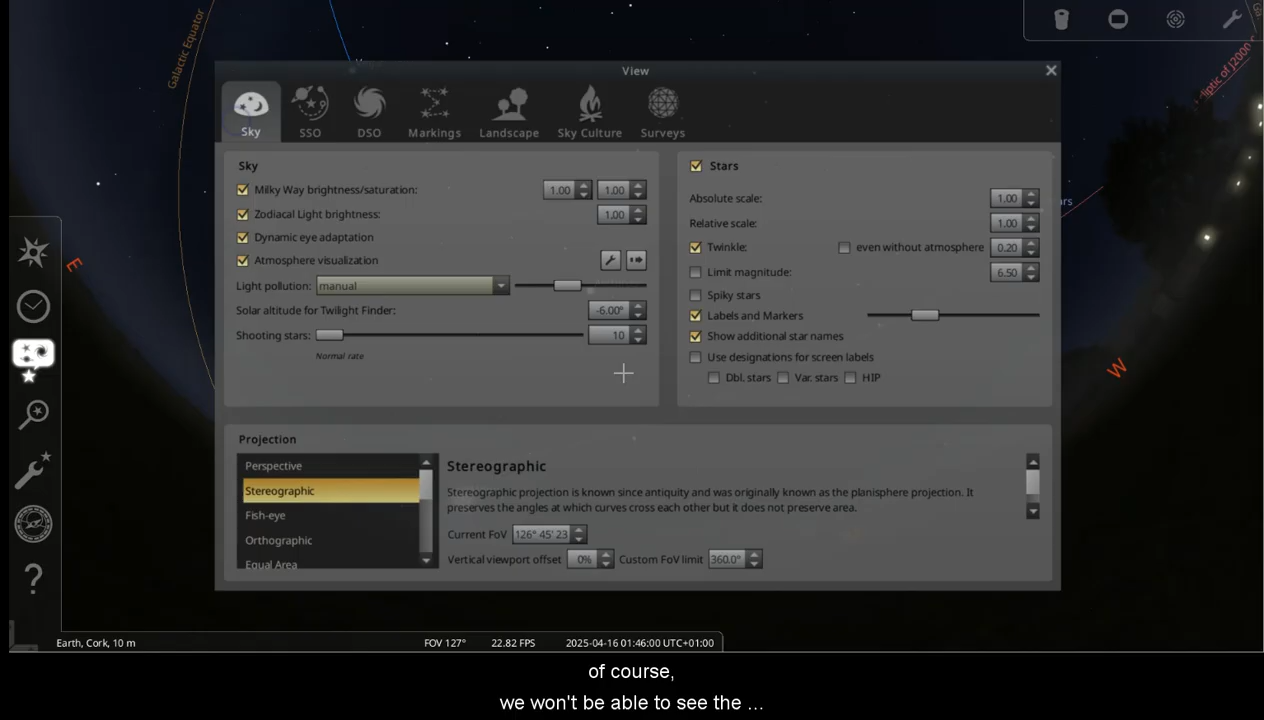 Galactic Equator
Ga
liptic of J2000
View
Sky
SSO
DSO
Markings
Landscape
Sky Culture
Surveys
Sky
Milky Way brightness/saturation: 1.00 1.00
Zodiacal Light brightness: 1.00
Dynamic eye adaptation
Atmosphere visualization
Light pollution: manual
Solar altitude for Twilight Finder: -6.00°
Shooting stars: 10
Normal rate
Stars
Absolute scale: 1.00
Relative scale: 1.00
Twinkle: even without atmosphere 0.20
Limit magnitude: 6.50
Spiky stars
Labels and Markers
Show additional star names
Use designations for screen labels
Dbl. stars Var. stars HIP
ars
E
W
Projection
Perspective
Stereographic
Fish-eye
Orthographic
Equal Area
Stereographic
Stereographic projection is known since antiquity and was originally known as the planisphere projection. It
preserves the angles at which curves cross each other but it does not preserve area.
Current FoV 126° 45' 23
Vertical viewport offset 0% Custom FoV limit 360.0°
Earth, Cork, 10 m FOV 127° 22.82 FPS 2025-04-16 01:46:00 UTC+01:00
of course,
we won't be able to see the ...